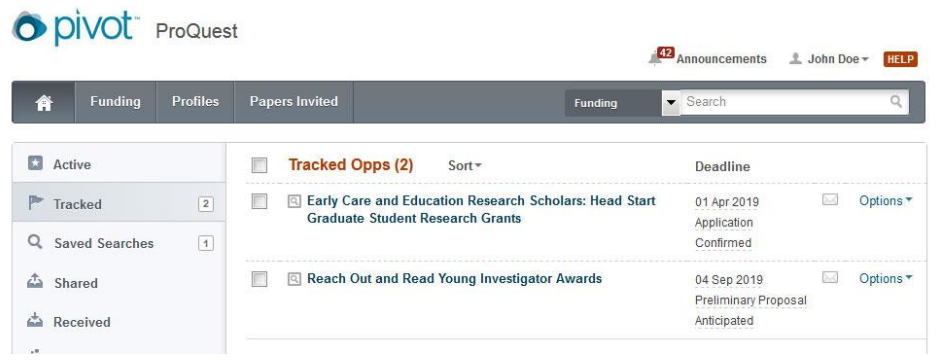 pivot™ ProQuest
42 Announcements John Doe HELP
Funding Profiles Papers Invited Funding Search
Active
Tracked 2
Saved Searches 1
Shared
Received
Tracked Opps (2) Sort Deadline
Early Care and Education Research Scholars: Head Start
Graduate Student Research Grants
01 Apr 2019
Application
Confirmed
Options
Reach Out and Read Young Investigator Awards
04 Sep 2019
Preliminary Proposal
Anticipated
Options